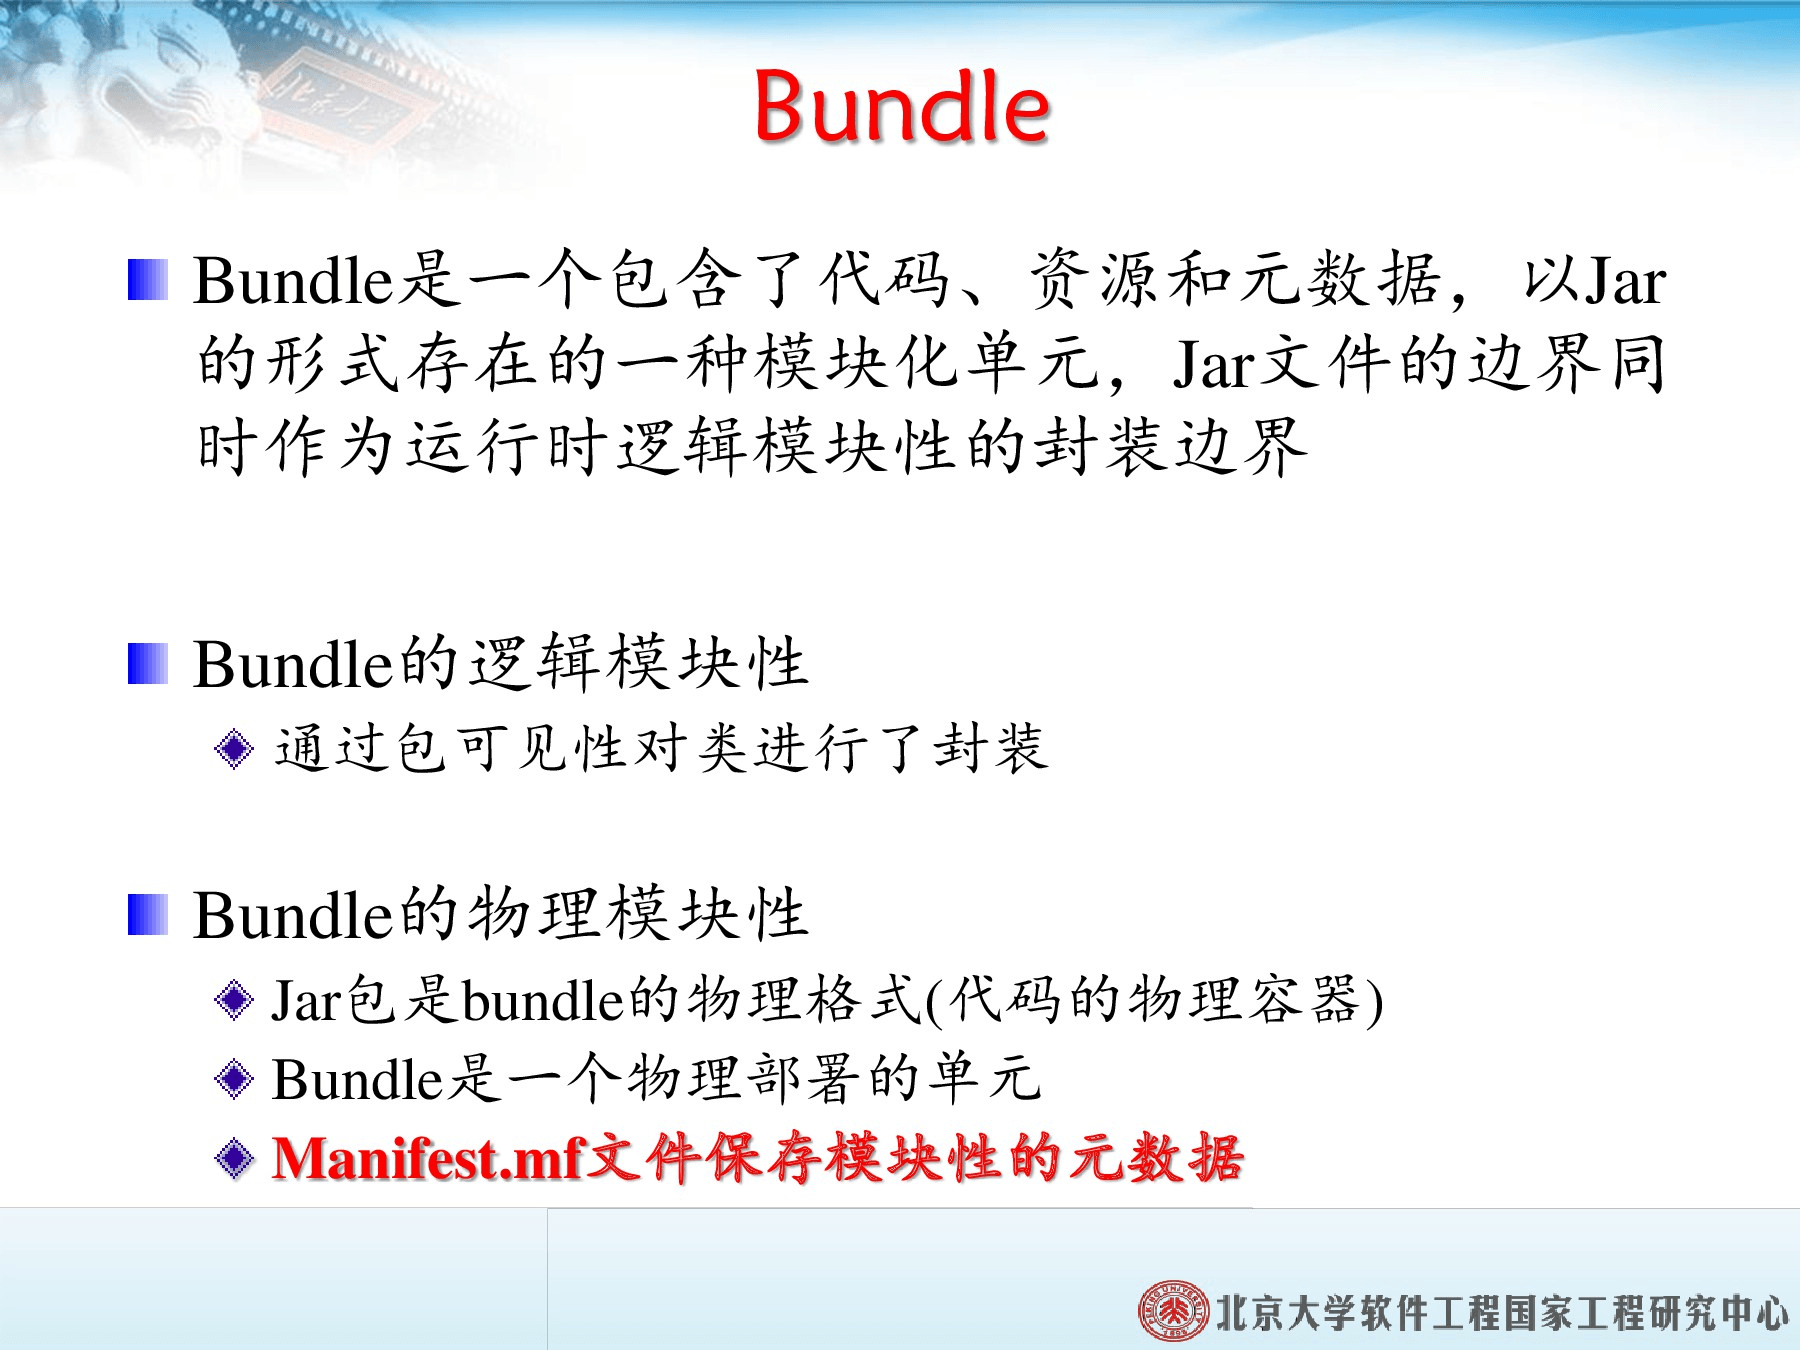 Bundle
Bundle是一个包含了代码、资源和元数据，以Jar
的形式存在的一种模块化单元，Jar文件的边界同
时作为运行时逻辑模块性的封装边界
Bundle的逻辑模块性
通过包可见性对类进行了封装
Bundle的物理模块性
Jar包是bundle的物理格式(代码的物理容器)
Bundle是一个物理部署的单元
Manifest.mf文件保存模块性的元数据
北京大学软件工程国家工程研究中心